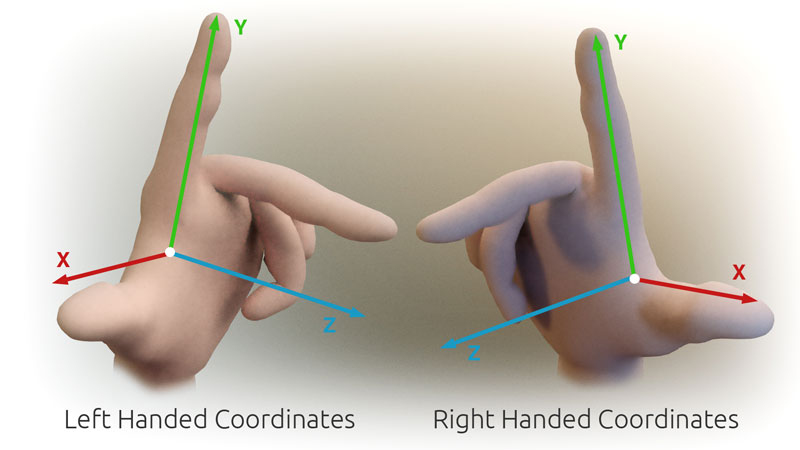 Y
X
Z
Y
X
Z
Left Handed Coordinates
Right Handed Coordinates